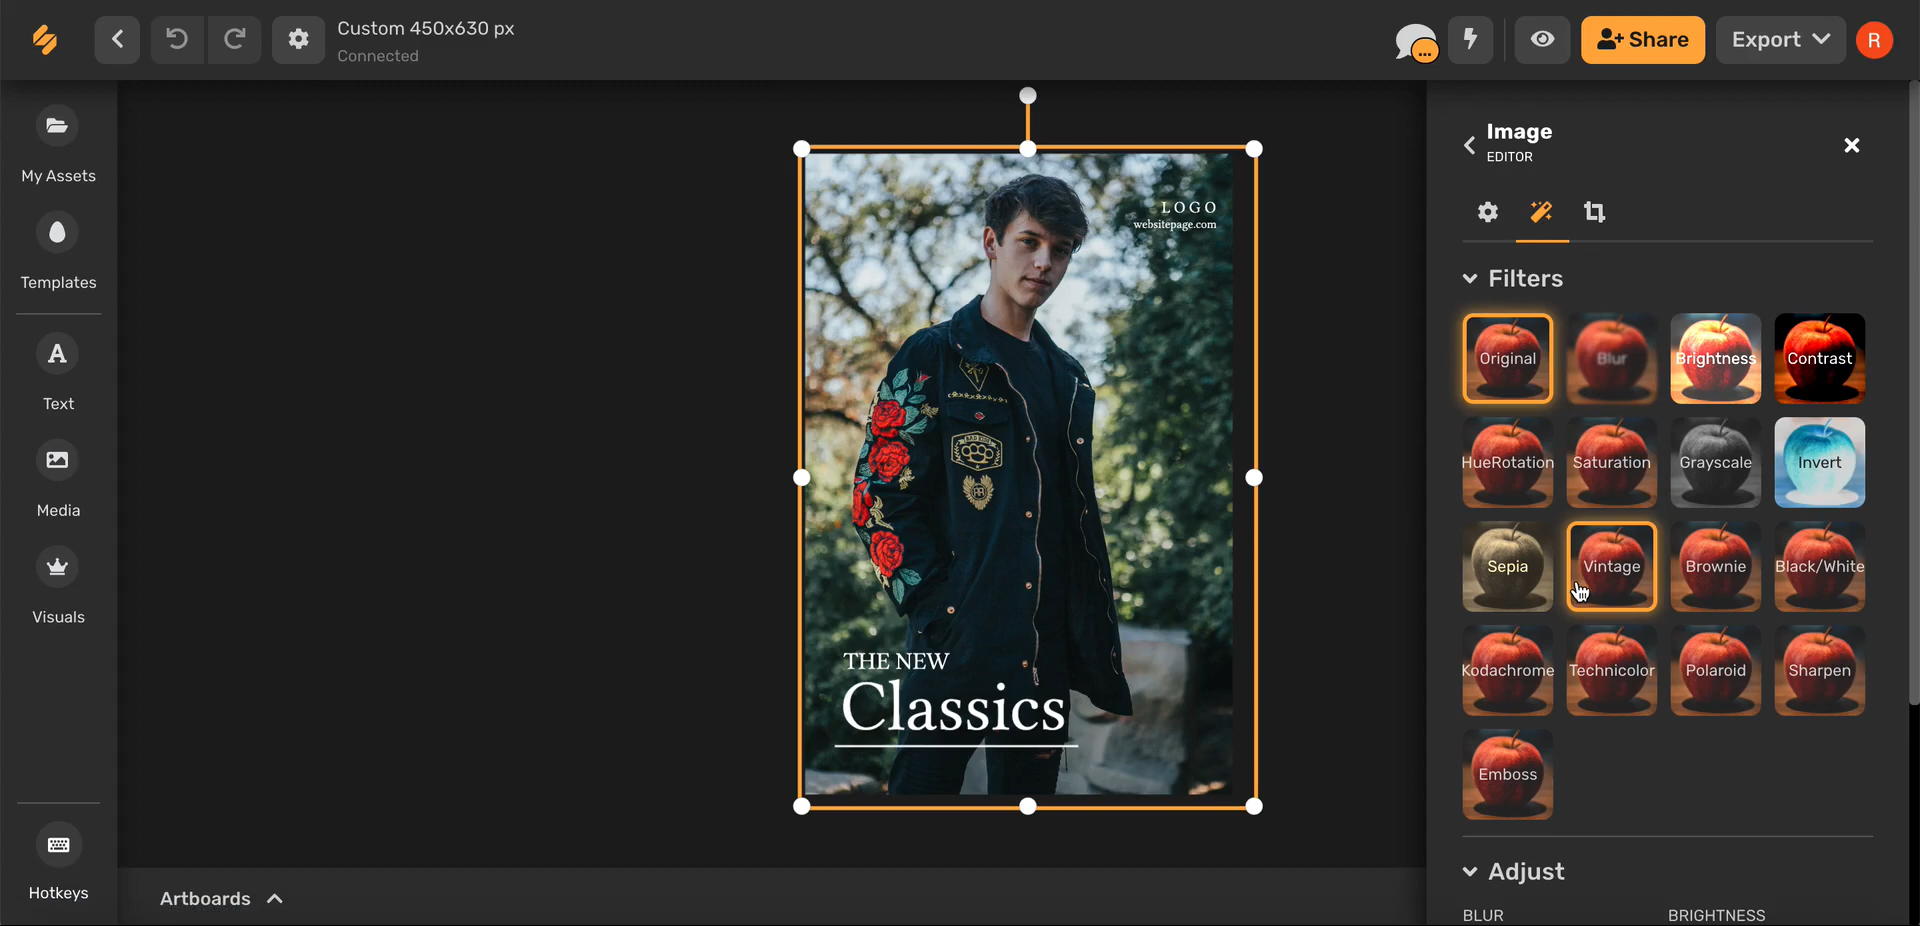 Custom 450x630 px
Connected
...
Share
Export
R
My Assets
Templates
A
Text
Media
Visuals
Hotkeys
LOGO
websitepage.com
THE NEW
Classics
Artboards
Image
EDITOR
Filters
Original
Blur
Brightness
Contrast
HueRotation
Saturation
Grayscale
Invert
Sepia
Vintage
Brownie
Black/White
Kodachrome
Technicolor
Polaroid
Sharpen
Emboss
Adjust
BLUR
BRIGHTNESS